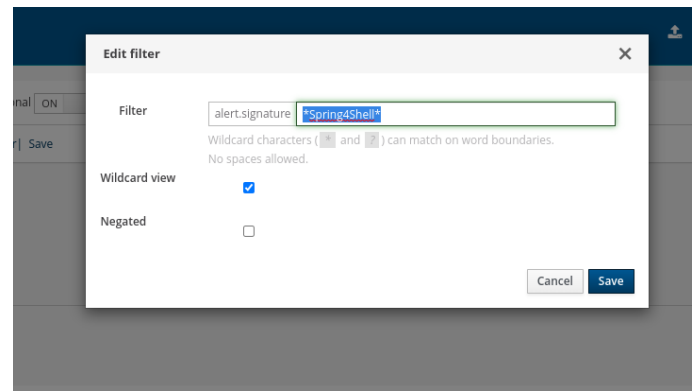 Edit filter
onal ON
Filter alert.signature *Spring4Shell*
Wildcard characters ( * and ? ) can match on word boundaries.
No spaces allowed.
r| Save
Wildcard view
Negated
Cancel Save